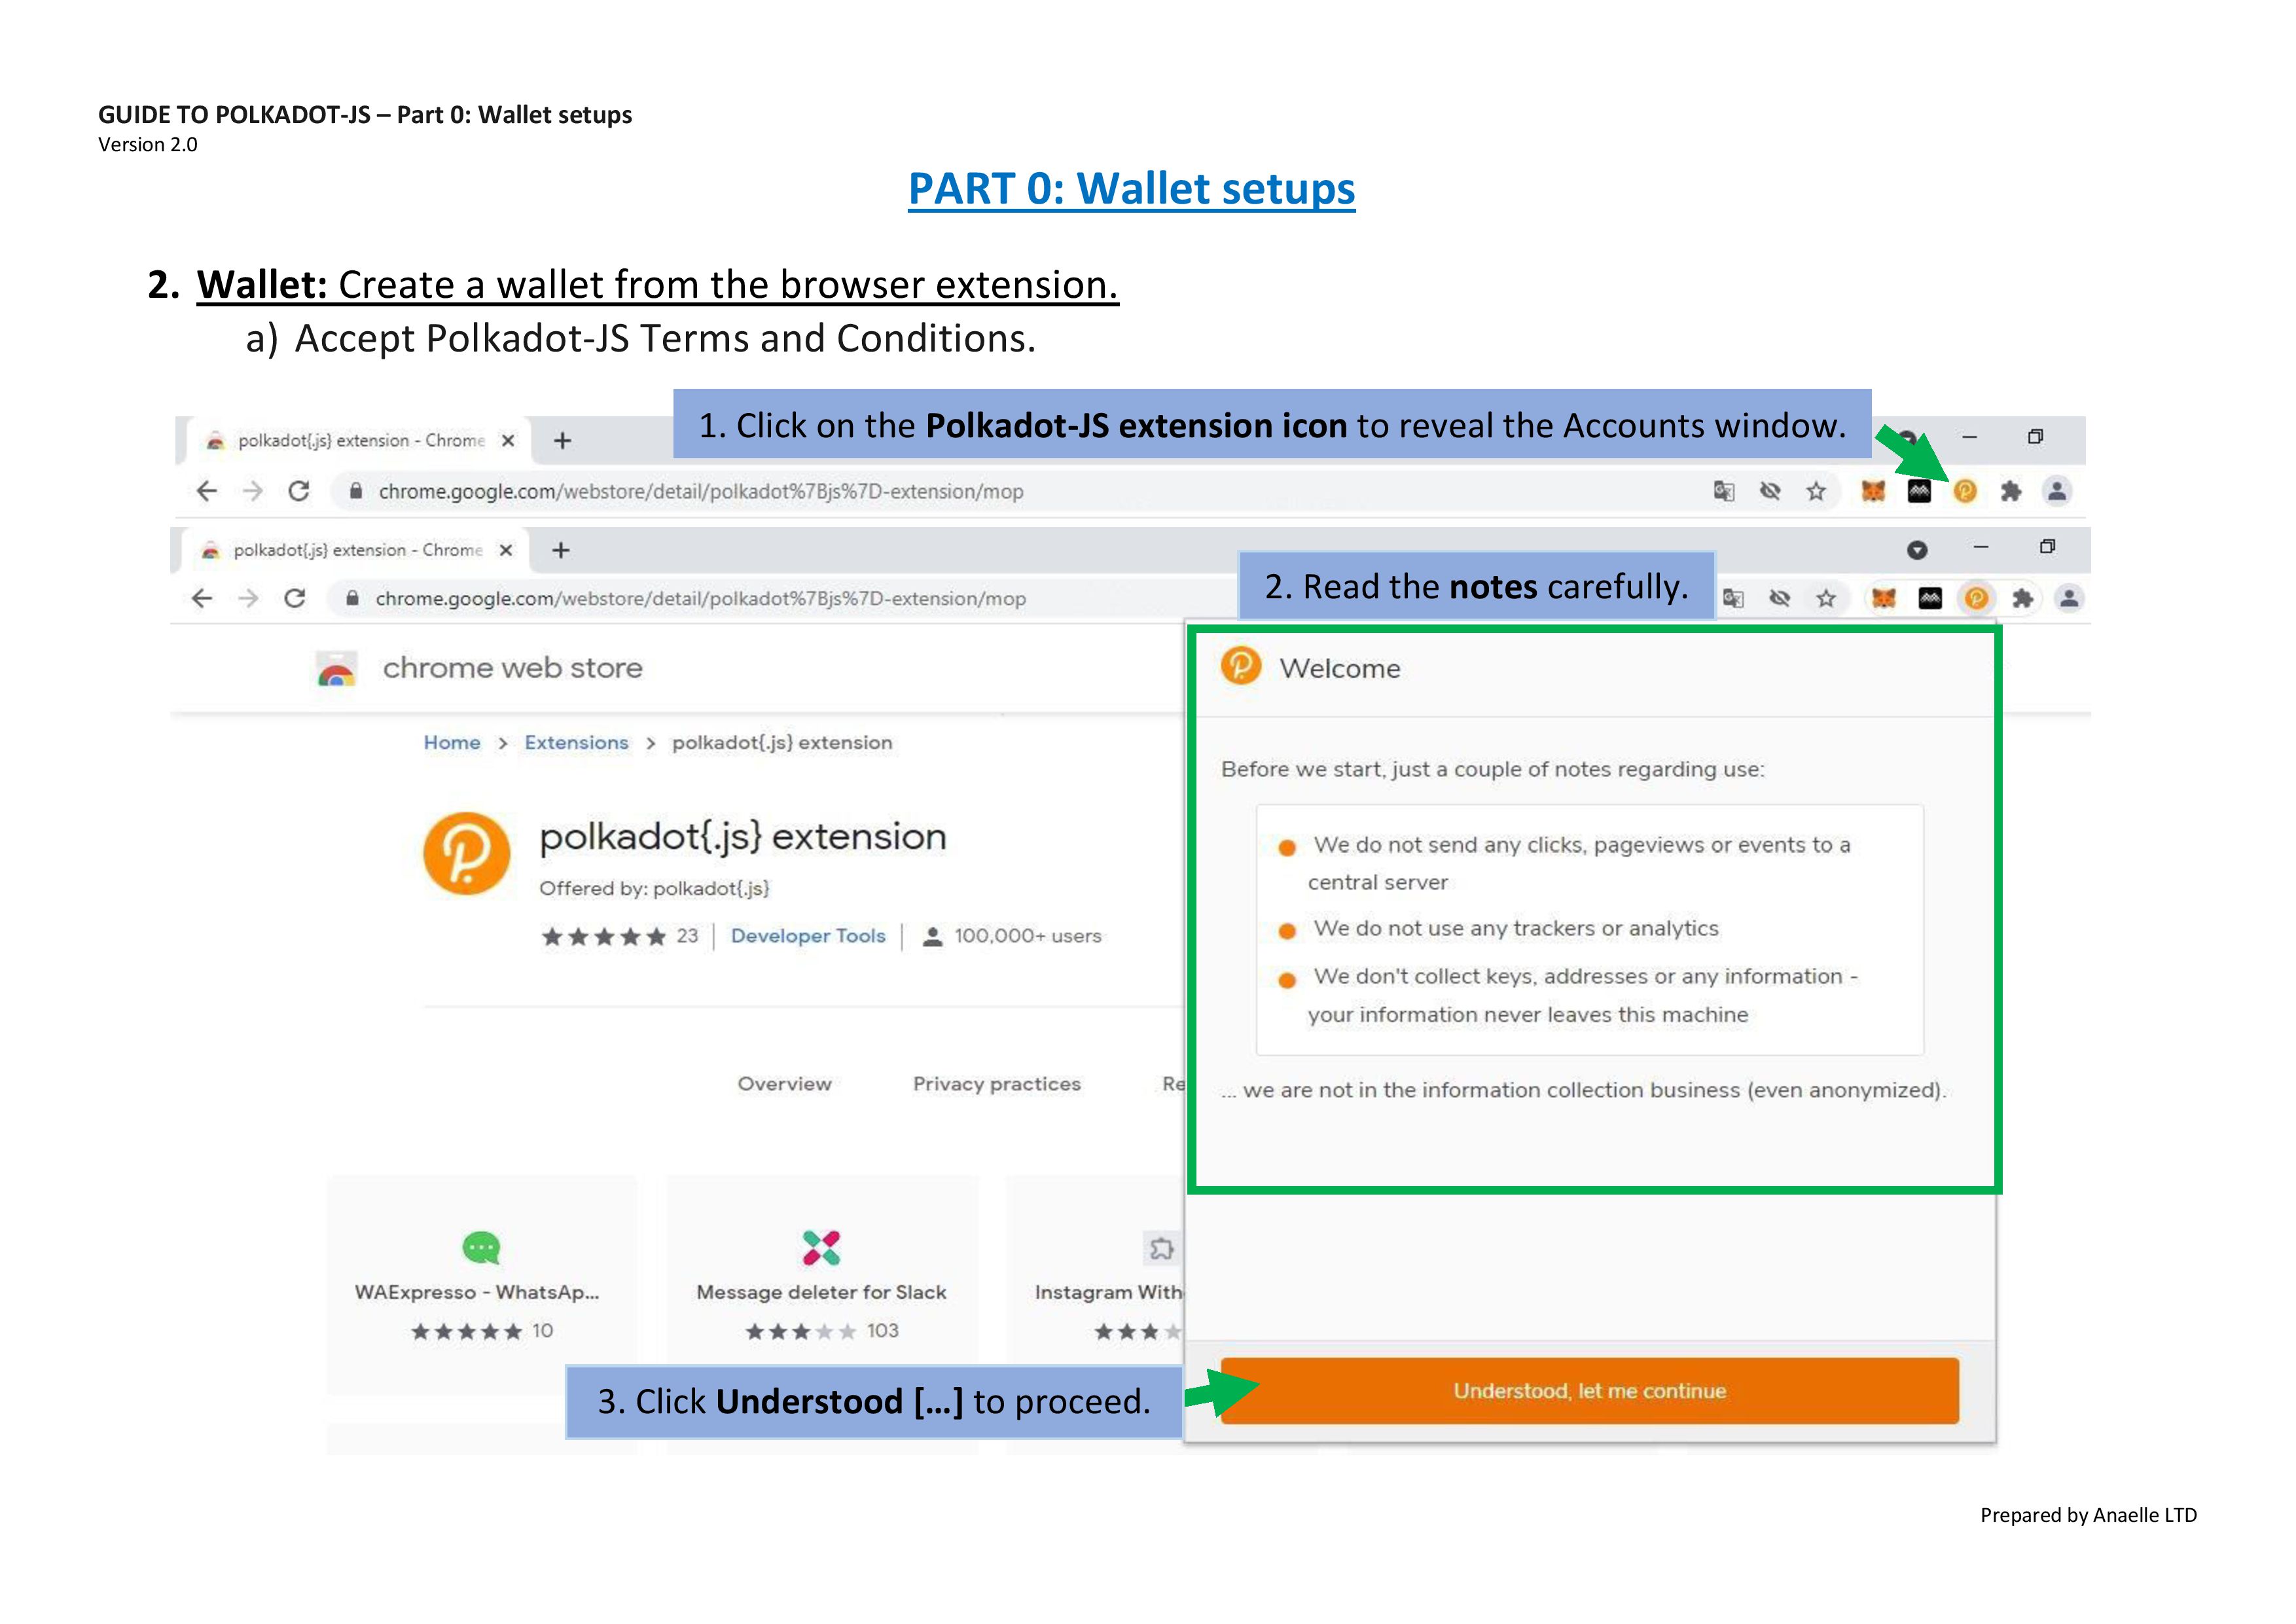 GUIDE TO POLKADOT-JS – Part 0: Wallet setups
Version 2.0
PART 0: Wallet setups
2. Wallet: Create a wallet from the browser extension.
a) Accept Polkadot-JS Terms and Conditions.
1. Click on the Polkadot-JS extension icon to reveal the Accounts window.
polkadot{.js} extension - Chrome
chrome.google.com/webstore/detail/polkadot%7Bjs%7D-extension/mop
polkadot{.js} extension - Chrome
2. Read the notes carefully.
chrome.google.com/webstore/detail/polkadot%7Bjs%7D-extension/mop
chrome web store
Home > Extensions > polkadot{.js} extension
polkadot{.js} extension
Offered by: polkadot{.js}
23 | Developer Tools | 100,000+ users
Overview Privacy practices Re
WAExpresso - WhatsAp...
10
Message deleter for Slack
103
Instagram With
Welcome
Before we start, just a couple of notes regarding use:
We do not send any clicks, pageviews or events to a
central server
We do not use any trackers or analytics
We don't collect keys, addresses or any information -
your information never leaves this machine
... we are not in the information collection business (even anonymized).
3. Click Understood [...] to proceed.
Understood, let me continue
Prepared by Anaelle LTD